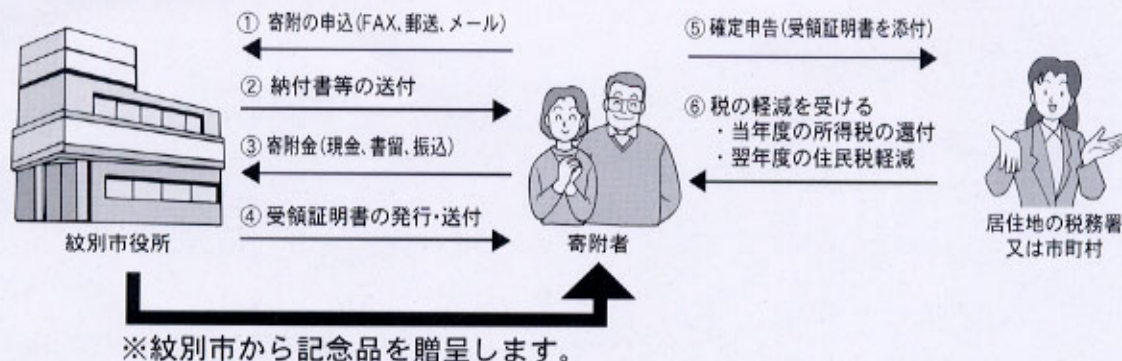 ① 寄附の申込(FAX、郵送、メール)
② 納付書等の送付
③ 寄附金(現金、書留、振込)
④ 受領証明書の発行・送付
⑤ 確定申告(受領証明書を添付)
⑥ 税の軽減を受ける
・当年度の所得税の還付
・翌年度の住民税軽減
紋別市役所
寄附者
居住地の税務署
又は市町村
※紋別市から記念品を贈呈します。